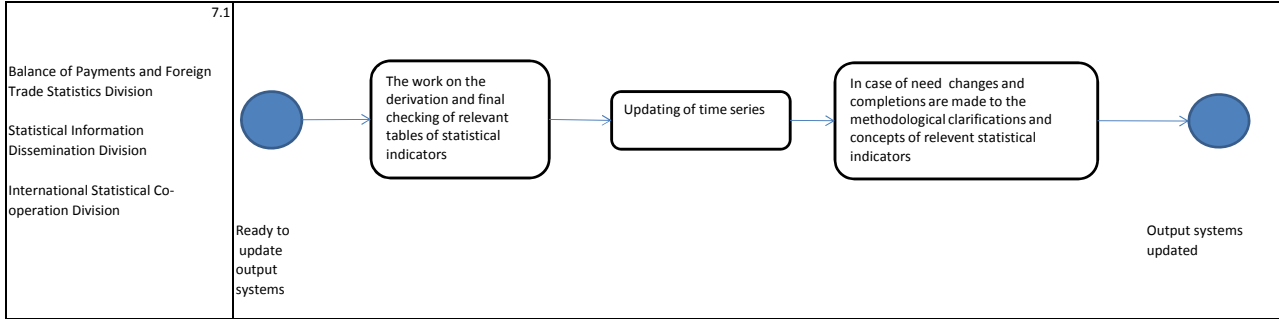 7.1
Balance of Payments and Foreign
Trade Statistics Division
Statistical Information
Dissemination Division
International Statistical Co-
operation Division
The work on the
derivation and final
checking of relevant
tables of statistical
indicators
Updating of time series
In case of need changes and
completions are made to the
methodological clarifications and
concepts of relevent statistical
indicators
Ready to
update
output
systems
Output systems
updated